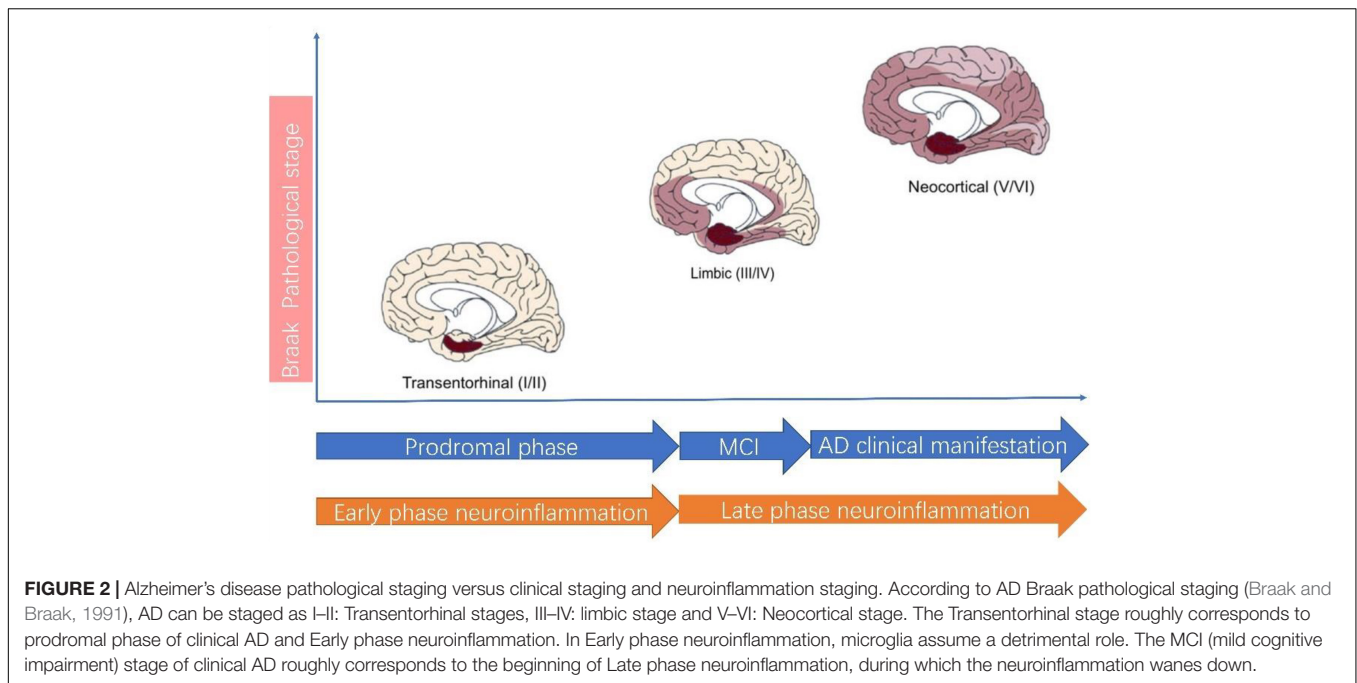 Braak Pathological stage
Neocortical (V/VI)
Limbic (III/IV)
Transentorhinal (I/II)
Prodromal phase
MCI
AD clinical manifestation
Early phase neuroinflammation
Late phase neuroinflammation
FIGURE 2 | Alzheimer's disease pathological staging versus clinical staging and neuroinflammation staging. According to AD Braak pathological staging (Braak and
Braak, 1991), AD can be staged as I–II: Transentorhinal stages, III–IV: limbic stage and V–VI: Neocortical stage. The Transentorhinal stage roughly corresponds to
prodromal phase of clinical AD and Early phase neuroinflammation. In Early phase neuroinflammation, microglia assume a detrimental role. The MCI (mild cognitive
impairment) stage of clinical AD roughly corresponds to the beginning of Late phase neuroinflammation, during which the neuroinflammation wanes down.